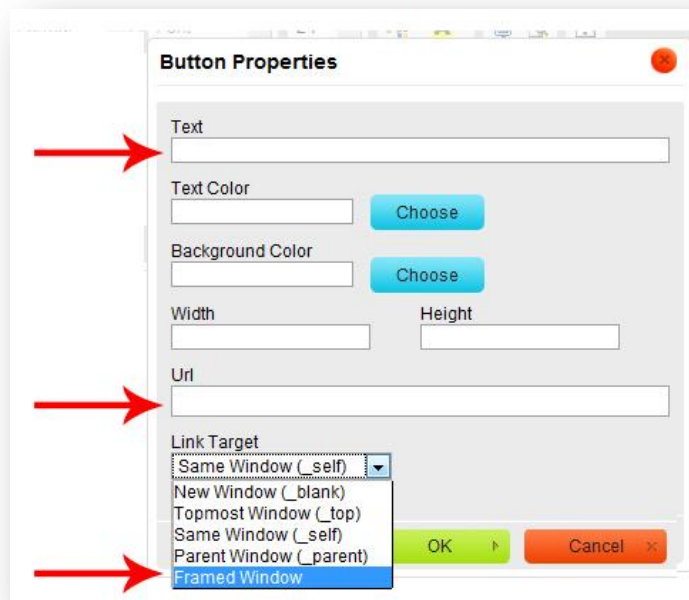 Button Properties
Text
Text Color
Choose
Background Color
Choose
Width Height
Url
Link Target
Same Window (_self)
New Window (_blank)
Topmost Window (_top)
Same Window (_self)
Parent Window (_parent)
OK Cancel
Framed Window